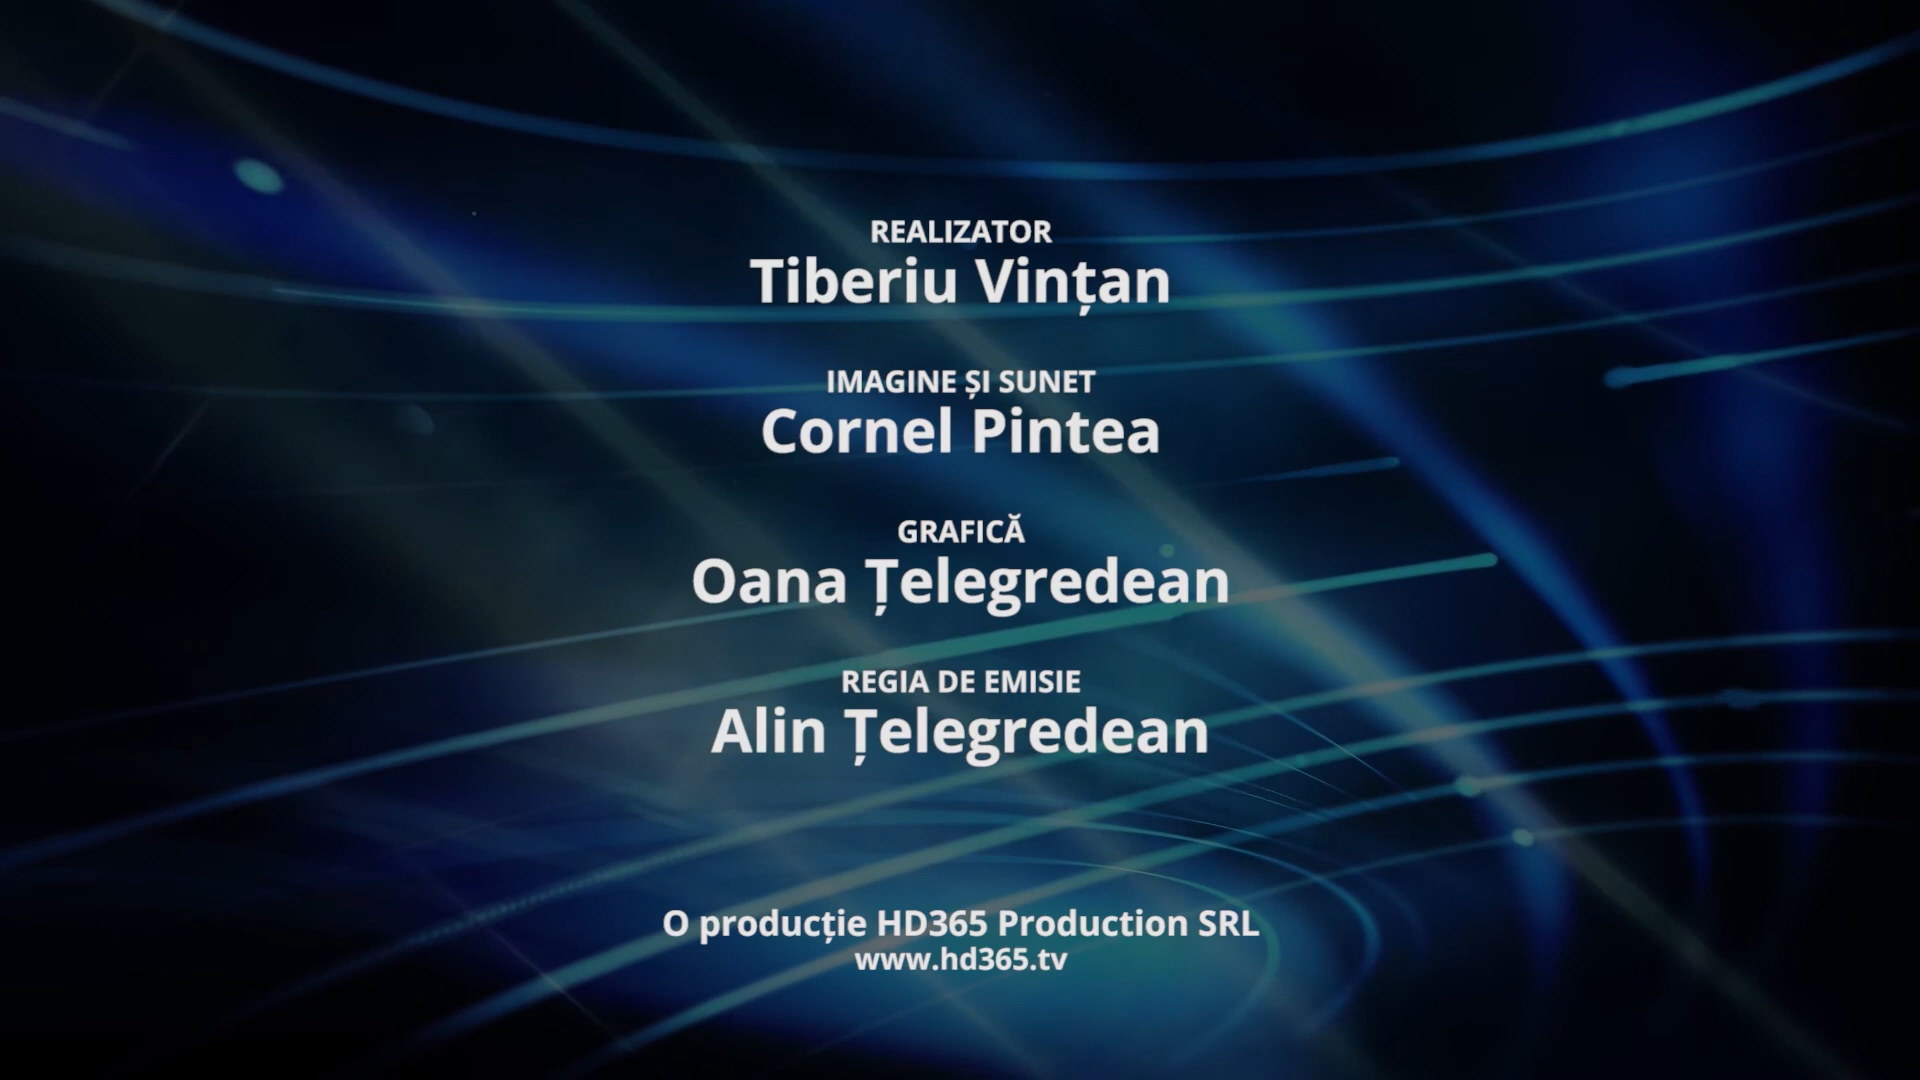 REALIZATOR
Tiberiu Vințan
IMAGINE ȘI SUNET
Cornel Pintea
GRAFICĂ
Oana Țelegredean
REGIA DE EMISIE
Alin Țelegredean
O producție HD365 Production SRL
www.hd365.tv